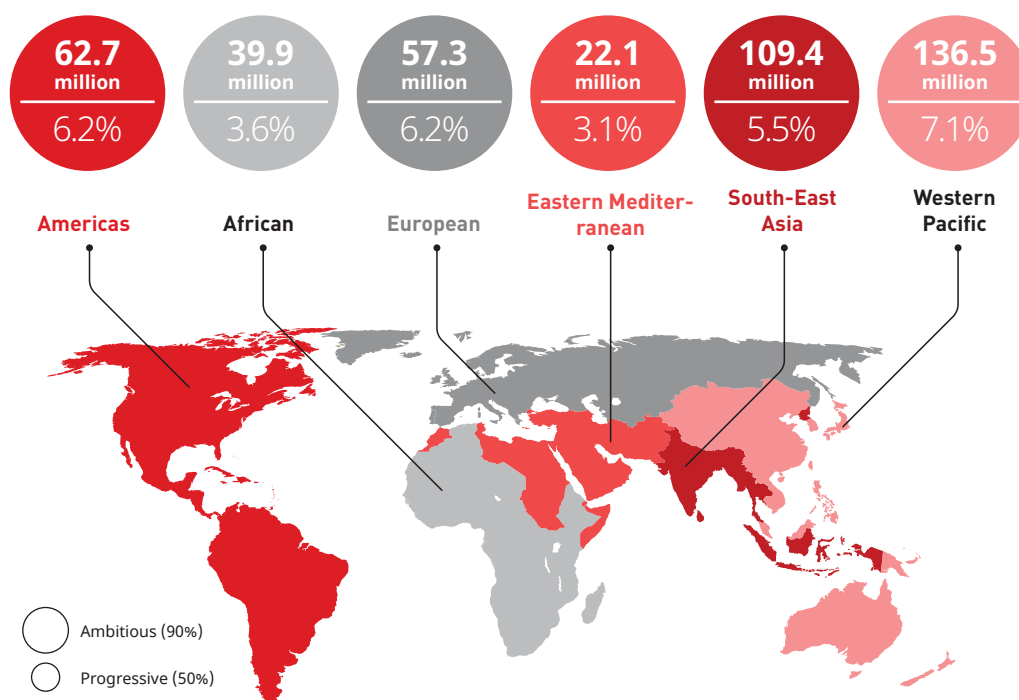 62.7
million
6.2%
39.9
million
3.6%
57.3
million
6.2%
22.1
million
3.1%
109.4
million
5.5%
136.5
million
7.1%
Americas
African
European
Eastern Mediter-
ranean
South-East
Asia
Western
Pacific
Ambitious (90%)
Progressive (50%)